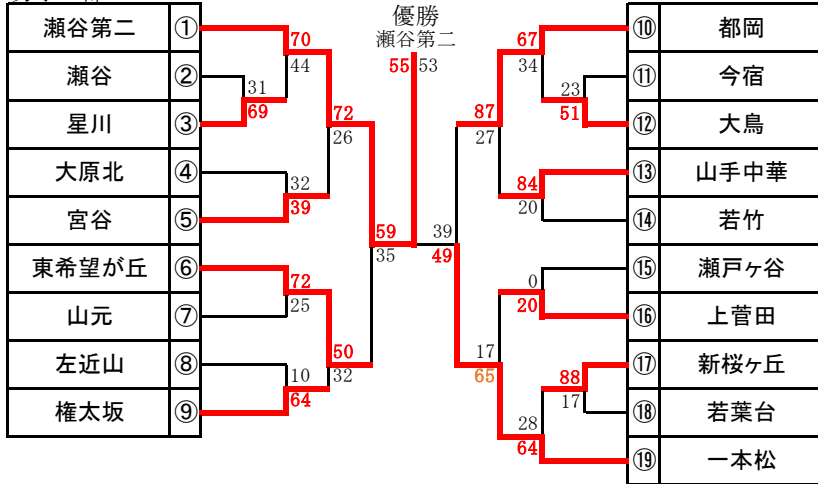 優勝
瀬谷第二
55 53
瀬谷第二 ①
瀬谷 ②
星川 ③
大原北 ④
宮谷 ⑤
東希望が丘 ⑥
山元 ⑦
左近山 ⑧
権太坂 ⑨
70
44
31
69
72
26
32
39
59
35
72
25
50
32
10
64
⑩ 都岡
⑪ 今宿
⑫ 大鳥
⑬ 山手中華
⑭ 若竹
⑮ 瀬戸ヶ谷
⑯ 上菅田
⑰ 新桜ヶ丘
⑱ 若葉台
⑲ 一本松
67
34
23
51
87
27
84
20
39
49
0
20
17
65
88
17
28
64